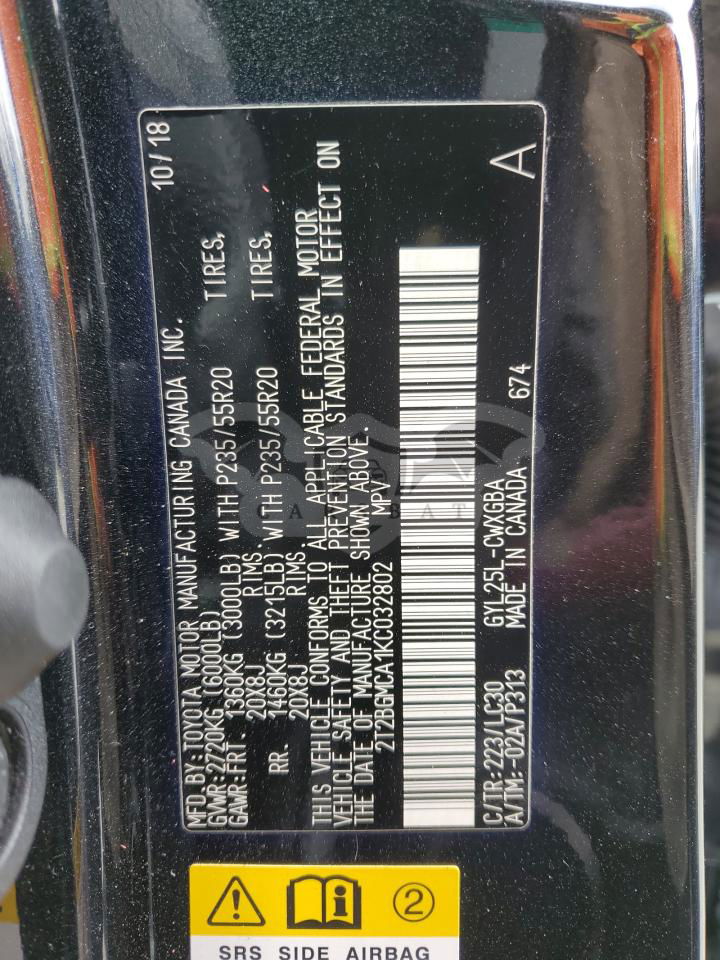 MFD.BY:TOYOTA MOTOR MANUFACTURING CANADA INC. 10/18
GVWR:2720KG (6000LB)
GAWR:FRT. 1360KG (3000LB) WITH P235/55R20 TIRES,
20X8J RIMS
RR. 1460KG (3215LB) WITH P235/55R20 TIRES,
20X8J RIMS
THIS VEHICLE CONFORMS TO ALL APPLICABLE FEDERAL MOTOR
VEHICLE SAFETY AND THEFT PREVENTION STANDARDS IN EFFECT ON
THE DATE OF MANUFACTURE SHOWN ABOVE.
2T2BGMCA1KC032802 MPV
C/TR:223/LC30 GYL25L-CWXGBA A
A/TM:-02A/P313 MADE IN CANADA 674
2
SRS SIDE AIRBAG